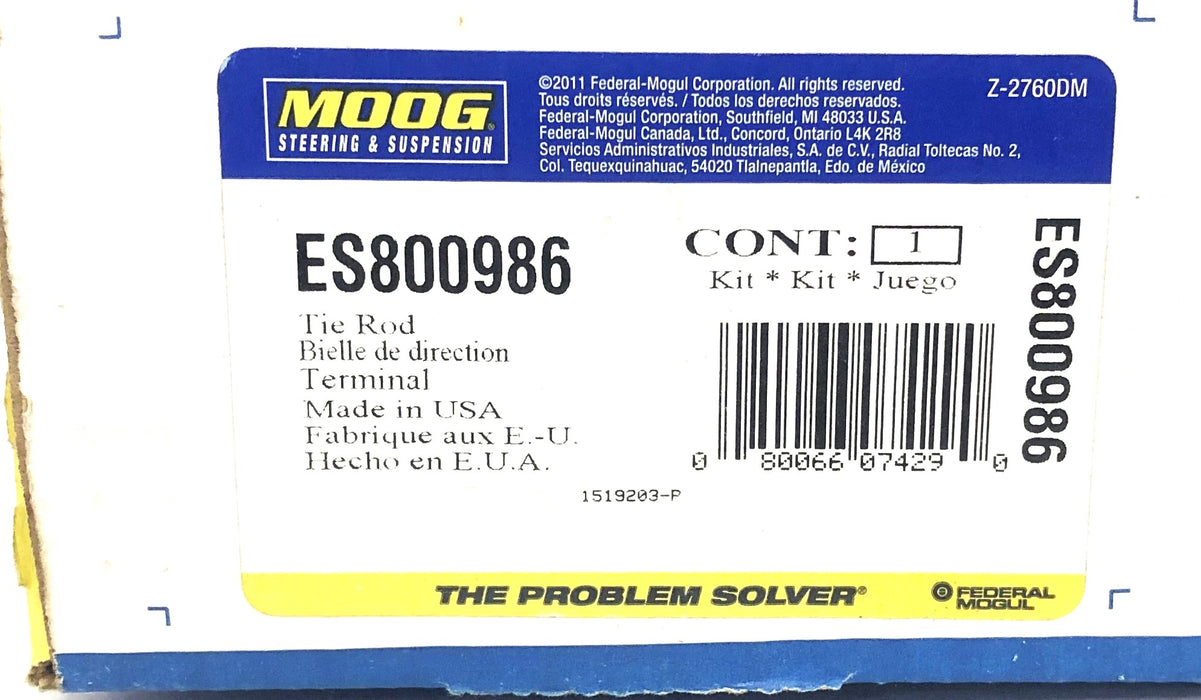 MOOG
STEERING & SUSPENSION
©2011 Federal-Mogul Corporation. All rights reserved.
Tous droits réservés. / Todos los derechos reservados.
Federal-Mogul Corporation, Southfield, MI 48033 U.S.A.
Federal-Mogul Canada, Ltd., Concord, Ontario L4K 2R8
Servicios Administrativos Industriales, S.A. de C.V., Radial Toltecas No. 2,
Col. Tequexquinahuac, 54020 Tlalnepantla, Edo. de México
Z-2760DM
ES800986
CONT: 1
Kit * Kit * Juego
Tie Rod
Bielle de direction
Terminal
Made in USA
Fabrique aux E.-U.
Hecho en E.U.A.
0 80066 07429 0
1519203-P
ES800986
THE PROBLEM SOLVER®
FEDERAL
MOGUL